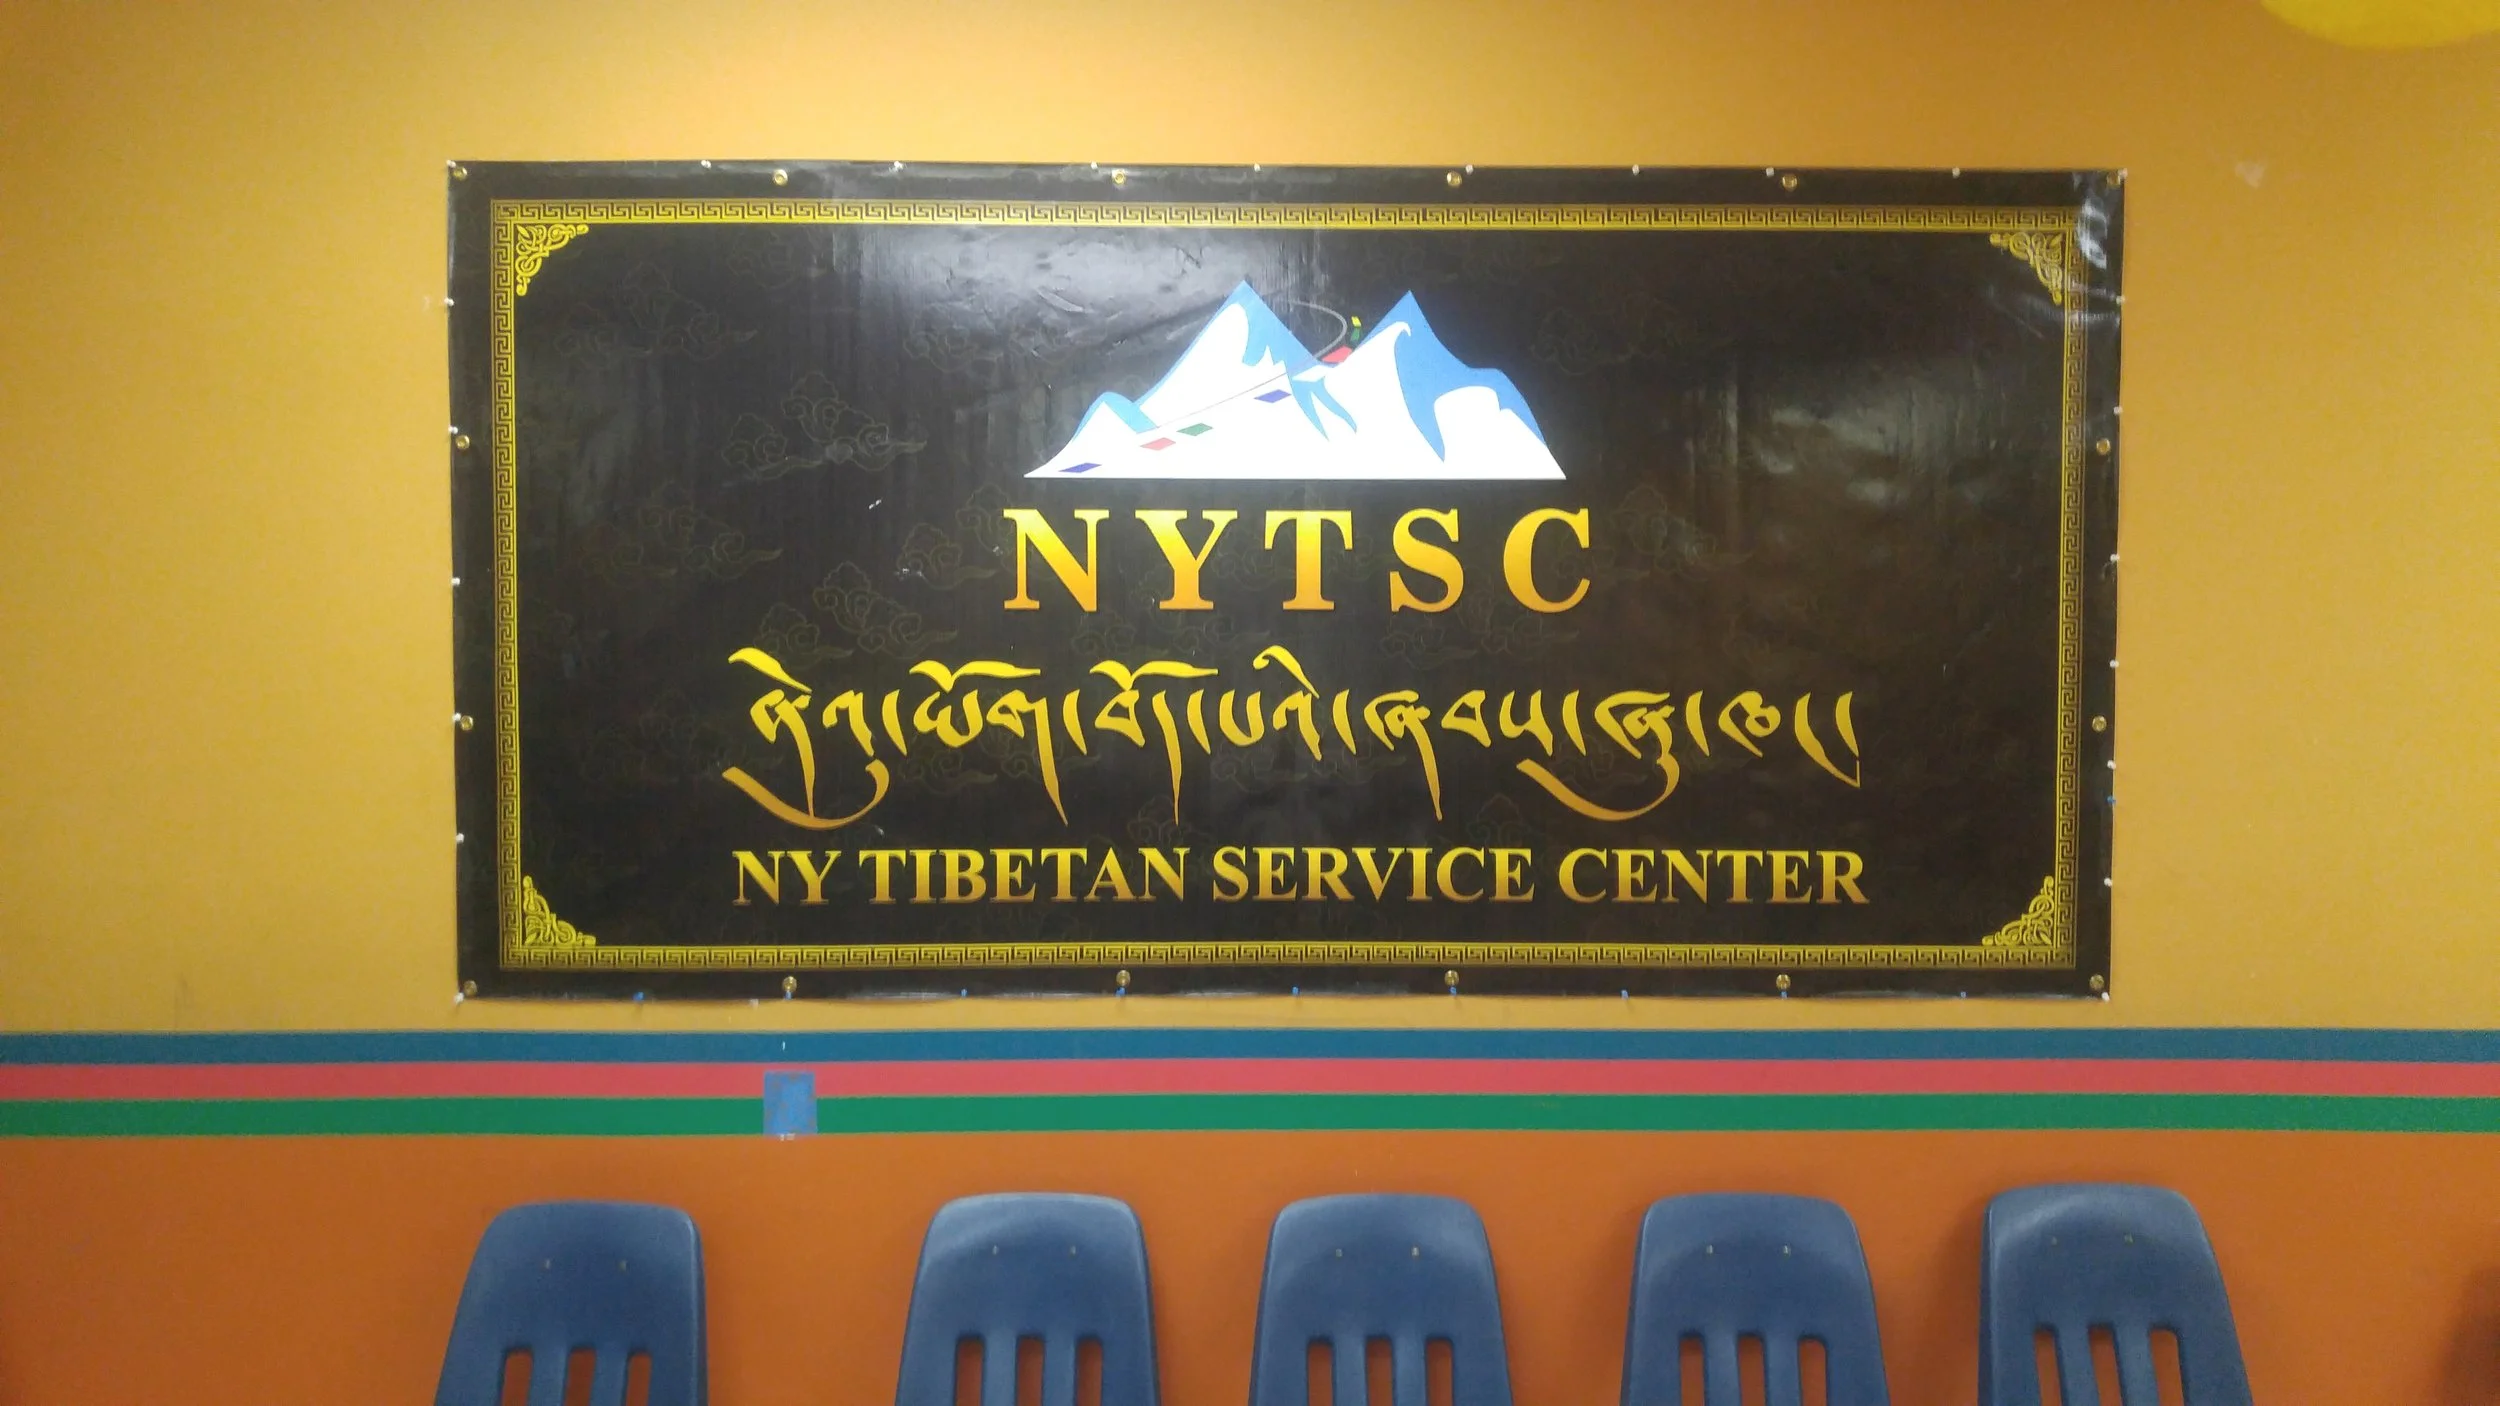 NYTSC
ནེའུ་ཡོག་བོད་པའི་ཞབས་ཞུ་ཁང་།
NY TIBETAN SERVICE CENTER